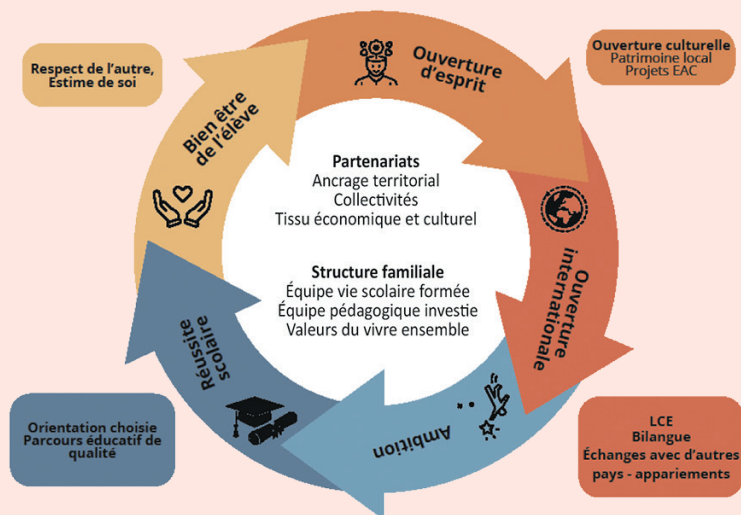 Respect de l'autre,
Estime de soi
Bien être
de l'élève
Ouverture
d'esprit
Ouverture culturelle
Patrimoine local
Projets EAC
Partenariats
Ancrage territorial
Collectivités
Tissu économique et culturel
Structure familiale
Équipe vie scolaire formée
Équipe pédagogique investie
Valeurs du vivre ensemble
Ouverture
internationale
Réussite
scolaire
Ambition
Orientation choisie
Parcours éducatif de
qualité
LCE
Bilangue
Échanges avec d'autres
pays - appariements